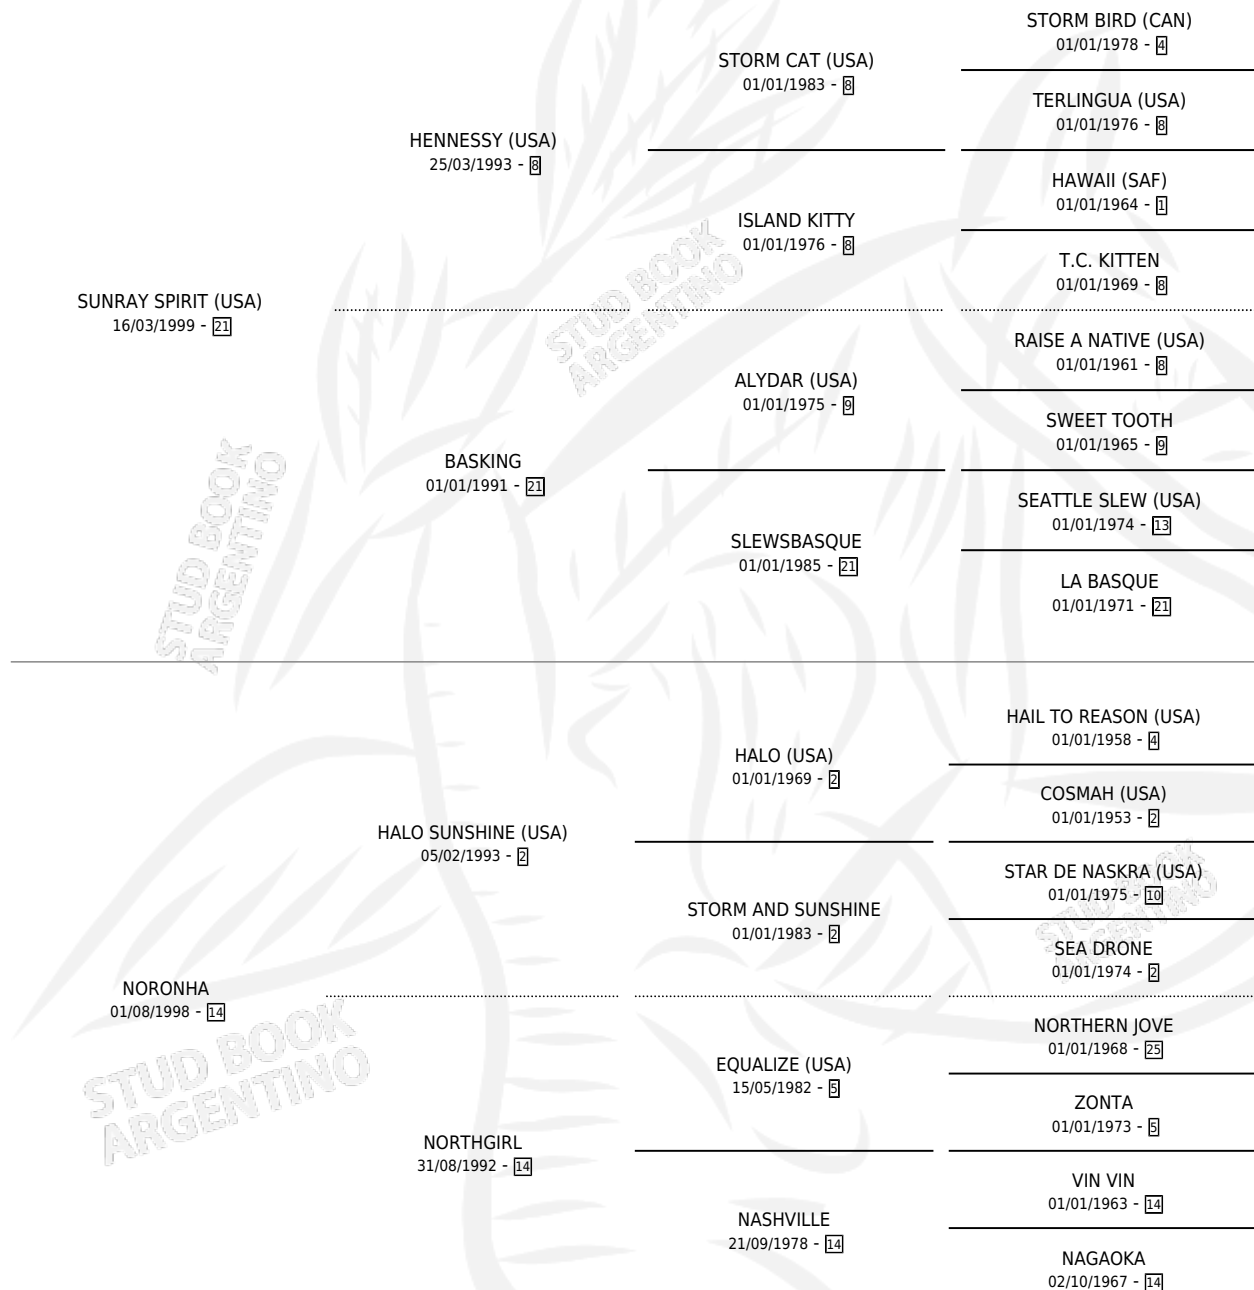 STORM BIRD (CAN)
01/01/1978 - 4
STORM CAT (USA)
01/01/1983 - 8
TERLINGUA (USA)
01/01/1976 - 8
HENNESSY (USA)
25/03/1993 - 8
HAWAII (SAF)
01/01/1964 - 1
ISLAND KITTY
01/01/1976 - 8
T.C. KITTEN
01/01/1969 - 8
SUNRAY SPIRIT (USA)
16/03/1999 - 21
STUD BOOK
ARGENTINO
RAISE A NATIVE (USA)
01/01/1961 - 8
ALYDAR (USA)
01/01/1975 - 9
SWEET TOOTH
01/01/1965 - 9
BASKING
01/01/1991 - 21
SEATTLE SLEW (USA)
01/01/1974 - 13
SLEWSBASQUE
01/01/1985 - 21
LA BASQUE
01/01/1971 - 21
STUD BOOK
ARGENTINO
HAIL TO REASON (USA)
01/01/1958 - 4
HALO (USA)
01/01/1969 - 2
COSMAH (USA)
01/01/1953 - 2
HALO SUNSHINE (USA)
05/02/1993 - 2
STAR DE NASKRA (USA)
01/01/1975 - 10
STORM AND SUNSHINE
01/01/1983 - 2
STUD BOOK
ARGENTINO
SEA DRONE
01/01/1974 - 2
NORONHA
01/08/1998 - 14
STUD BOOK
ARGENTINO
NORTHERN JOVE
01/01/1968 - 25
EQUALIZE (USA)
15/05/1982 - 5
ZONTA
01/01/1973 - 5
NORTHGIRL
31/08/1992 - 14
VIN VIN
01/01/1963 - 14
NASHVILLE
21/09/1978 - 14
NAGAOKA
02/10/1967 - 14